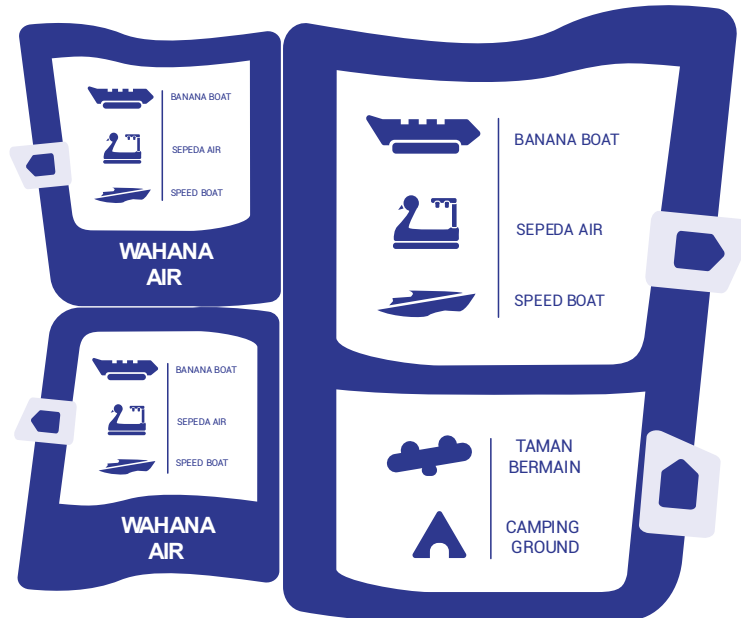 BANANA BOAT
SEPEDA AIR
SPEED BOAT
WAHANA
AIR
BANANA BOAT
SEPEDA AIR
SPEED BOAT
WAHANA
AIR
BANANA BOAT
SEPEDA AIR
SPEED BOAT
TAMAN
BERMAIN
CAMPING
GROUND